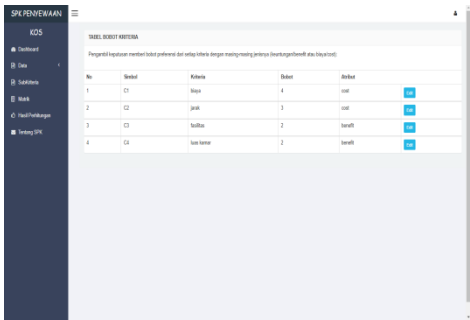 SPK PENYEWAAN
KOS
Dashboard
Data
SubKriteria
Matrik
Hasil Perhitungan
Tentang SPK
TABEL BOBOT KRITERIA
Pengambil keputusan memberi bobot preferensi dari setiap kriteria dengan masing-masing jenisnya (keuntungan/benefit atau biaya/cost):
No Simbol Kriteria Bobot Atribut
1 C1 biaya 4 cost Edit
2 C2 jarak 3 cost Edit
3 C3 fasilitas 2 benefit Edit
4 C4 luas kamar 2 benefit Edit